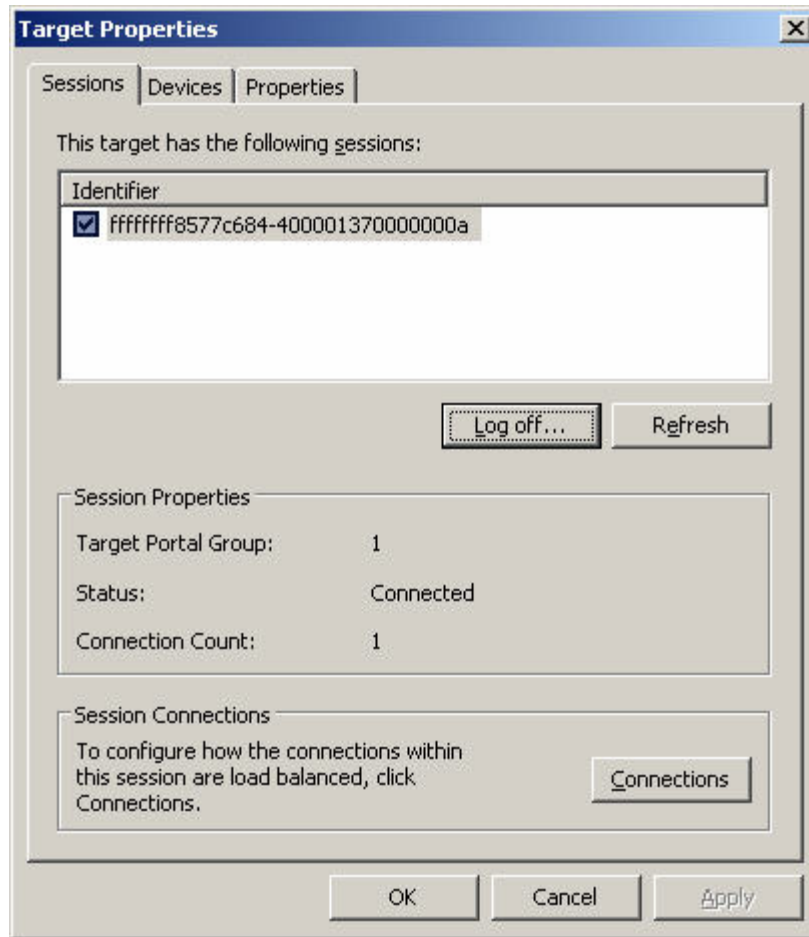 Target Properties
Sessions Devices Properties
This target has the following sessions:
Identifier
ffffffff8577c684-400001370000000a
Log off... Refresh
Session Properties
Target Portal Group: 1
Status: Connected
Connection Count: 1
Session Connections
To configure how the connections within
this session are load balanced, click
Connections.
Connections
OK Cancel Apply